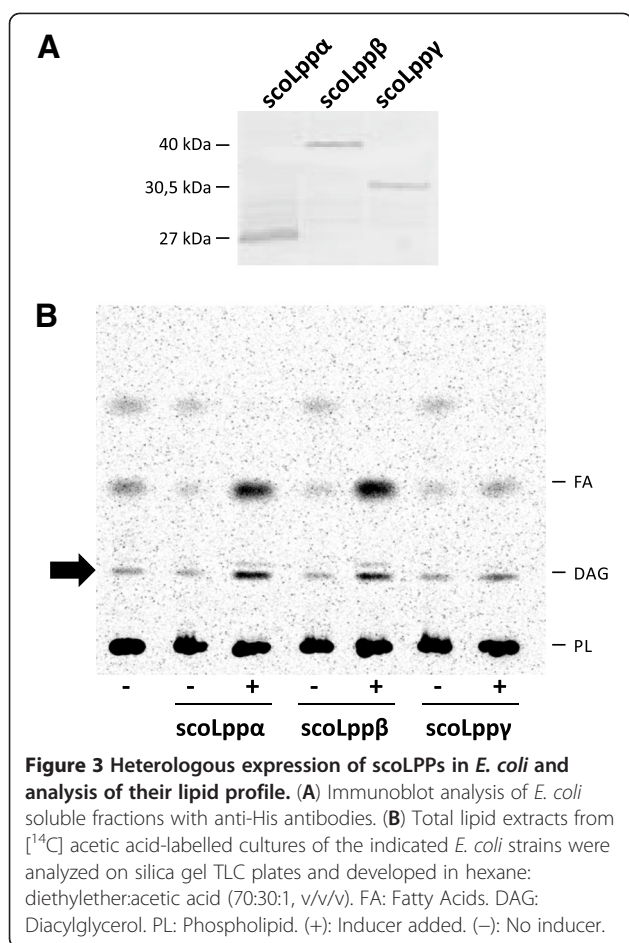 A
scoLppα scoLppβ scoLppγ
40 kDa
30,5 kDa
27 kDa
B
FA
DAG
PL
- - + - + - +
scoLppα scoLppβ scoLppγ
Figure 3 Heterologous expression of scoLPPs in E. coli and
analysis of their lipid profile. (A) Immunoblot analysis of E. coli
soluble fractions with anti-His antibodies. (B) Total lipid extracts from
[¹⁴C] acetic acid-labelled cultures of the indicated E. coli strains were
analyzed on silica gel TLC plates and developed in hexane:
diethylether:acetic acid (70:30:1, v/v/v). FA: Fatty Acids. DAG:
Diacylglycerol. PL: Phospholipid. (+): Inducer added. (−): No inducer.